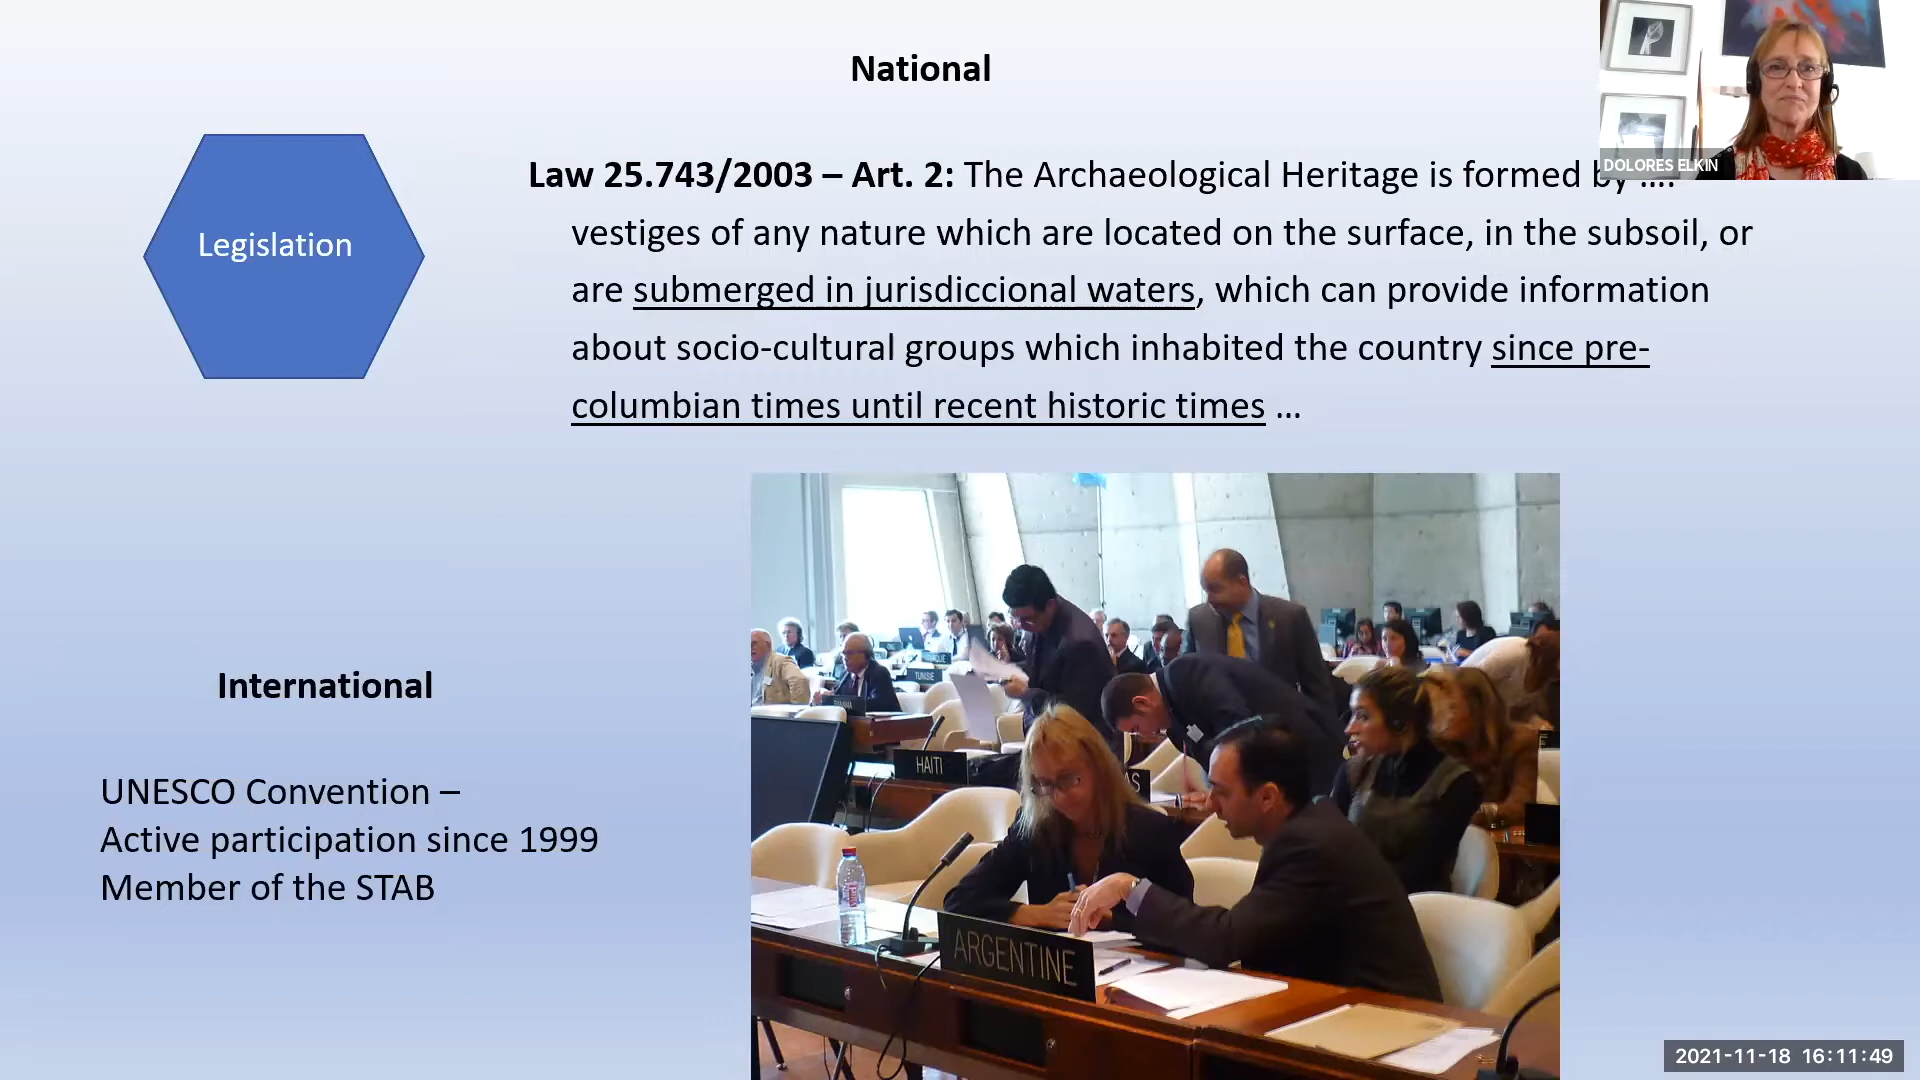 National
DOLORES ELKIN
Legislation
Law 25.743/2003 – Art. 2: The Archaeological Heritage is formed by ....
vestiges of any nature which are located on the surface, in the subsoil, or
are submerged in jurisdiccional waters, which can provide information
about socio-cultural groups which inhabited the country since pre-
columbian times until recent historic times ...
International
UNESCO Convention –
Active participation since 1999
Member of the STAB
TUNISIE
HAITI
AS
ARGENTINE
2021-11-18 16:11:49